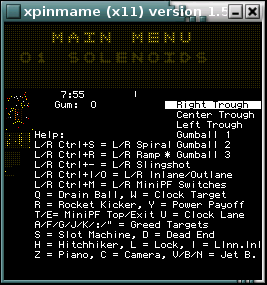 xpinmame (x11) version 1.5
MAIN MENU
01 SOLENOIDS
7:55
Gum: 0
Right Trough
Center Trough
Left Trough
Help: Gumball 1
L/R Ctrl+S = L/R Spiral Gumball 2
L/R Ctrl+R = L/R Ramp * Gumball 3
L/R Ctrl+- = L/R Slingshot
L/R Ctrl+I/O = L/R Inlane/Outlane
L/R Ctrl+M = L/R MiniPF Switches
Q = Drain Ball, W = Clock Target
R = Rocket Kicker, Y = Power Payoff
T/E= MiniPF Top/Exit U = Clock Lane
A/F/G/J/K/;/" = Greed Targets
S = Slot Machine, D = Dead End
H = Hitchhiker, L = Lock, I = LInn.Inl
Z = Piano, C = Camera, V/B/N = Jet B.